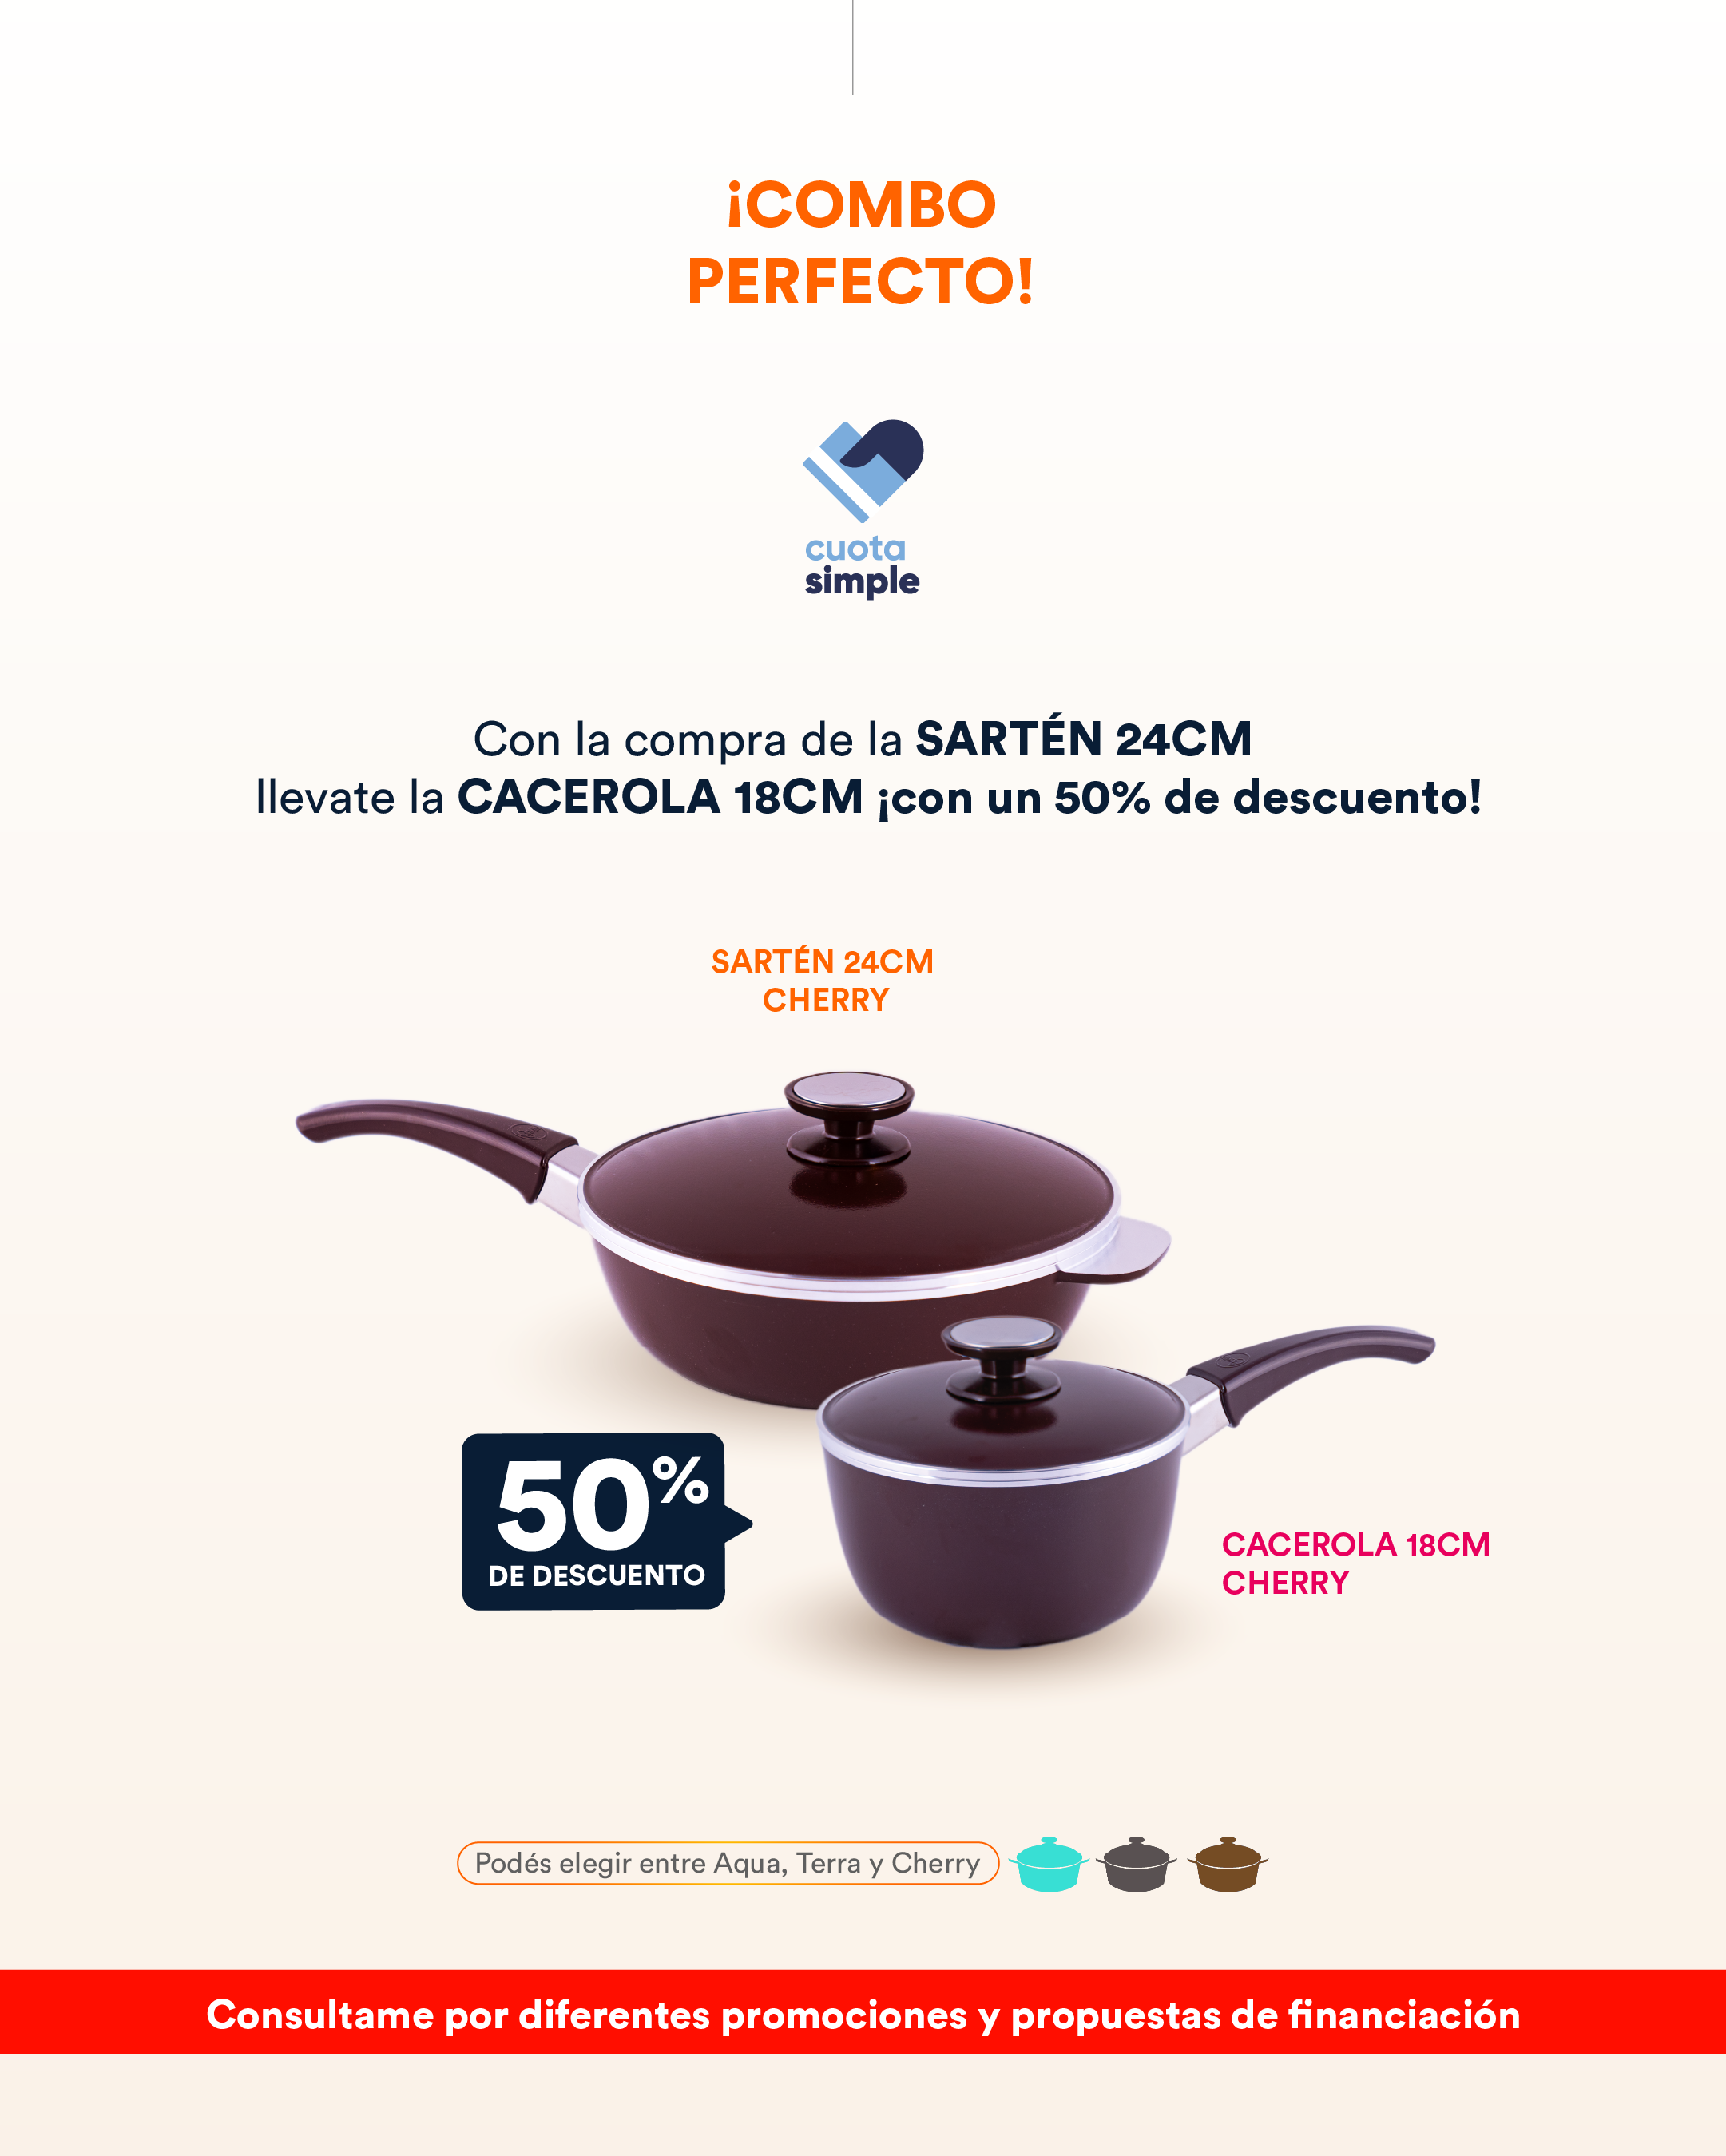 ¡COMBO
PERFECTO!
cuota
simple
Con la compra de la SARTÉN 24CM
llevate la CACEROLA 18CM ¡con un 50% de descuento!
SARTÉN 24CM
CHERRY
50%
DE DESCUENTO
CACEROLA 18CM
CHERRY
Podés elegir entre Aqua, Terra y Cherry
Consultame por diferentes promociones y propuestas de financiación